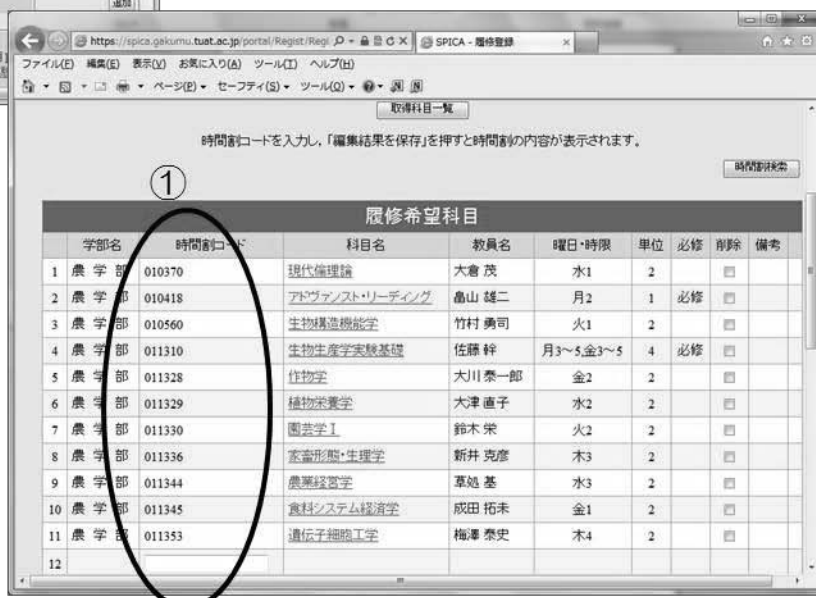 追加
https://spica.gakumu.tuat.ac.jp/portal/Regist/Regi
SPICA - 履修登録
ファイル(F) 編集(E) 表示(V) お気に入り(A) ツール(T) ヘルプ(H)
ページ(P) セーフティ(S) ツール(O)
取得科目一覧
時間割コードを入力し,「編集結果を保存」を押すと時間割の内容が表示されます。
時間割検索
①
履修希望科目
学部名 時間割コード 科目名 教員名 曜日・時限 単位 必修 削除 備考
1 農 学 部 010370 現代倫理論 大倉 茂 水1 2
2 農 学 部 010418 アドヴァンスト・リーディング 畠山 雄二 月2 1 必修
3 農 学 部 010560 生物構造機能学 竹村 勇司 火1 2
4 農 学 部 011310 生物生産学実験基礎 佐藤 幹 月3～5,金3～5 4 必修
5 農 学 部 011328 作物学 大川 泰一郎 金2 2
6 農 学 部 011329 植物栄養学 大津 直子 水2 2
7 農 学 部 011330 園芸学Ⅰ 鈴木 栄 火2 2
8 農 学 部 011336 家畜形態・生理学 新井 克彦 木3 2
9 農 学 部 011344 農業経営学 草処 基 水3 2
10 農 学 部 011345 食料システム経済学 成田 拓未 金1 2
11 農 学 部 011353 遺伝子細胞工学 梅澤 泰史 木4 2
12